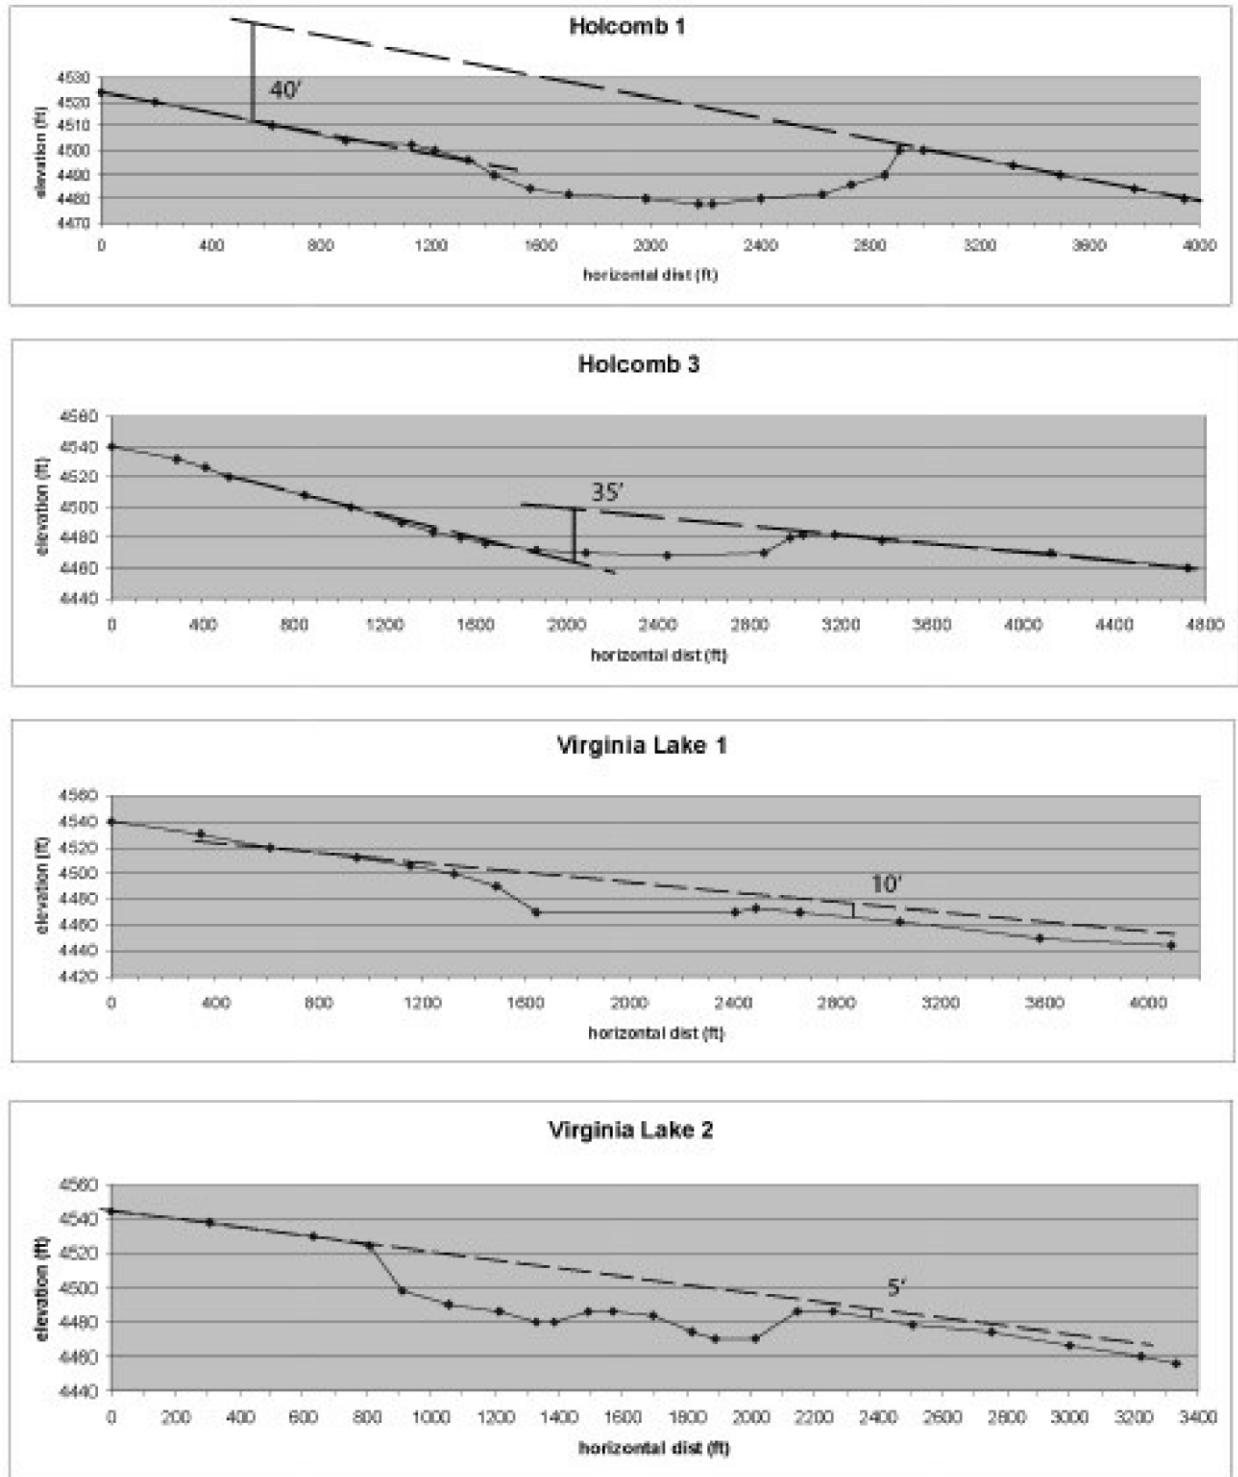 Holcomb 1
40′
elevation (ft)
4530
4520
4510
4500
4490
4480
4470
0 400 800 1200 1600 2000 2400 2800 3200 3600 4000
horizontal dist (ft)
Holcomb 3
35′
elevation (ft)
4560
4540
4520
4500
4480
4460
4440
0 400 800 1200 1600 2000 2400 2800 3200 3600 4000 4400 4800
horizontal dist (ft)
Virginia Lake 1
10′
elevation (ft)
4560
4540
4520
4500
4480
4460
4440
4420
0 400 800 1200 1600 2000 2400 2800 3200 3600 4000
horizontal dist (ft)
Virginia Lake 2
5′
elevation (ft)
4560
4540
4520
4500
4480
4460
4440
0 200 400 600 800 1000 1200 1400 1600 1800 2000 2200 2400 2600 2800 3000 3200 3400
horizontal dist (ft)